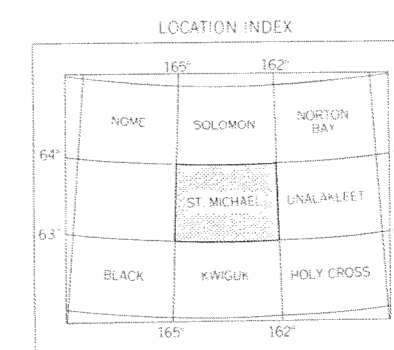 LOCATION INDEX
165° 162°
NOME SOLOMON NORTON BAY
64°
ST. MICHAEL UNALAKLEET
63°
BLACK KWIGUK HOLY CROSS
165° 162°